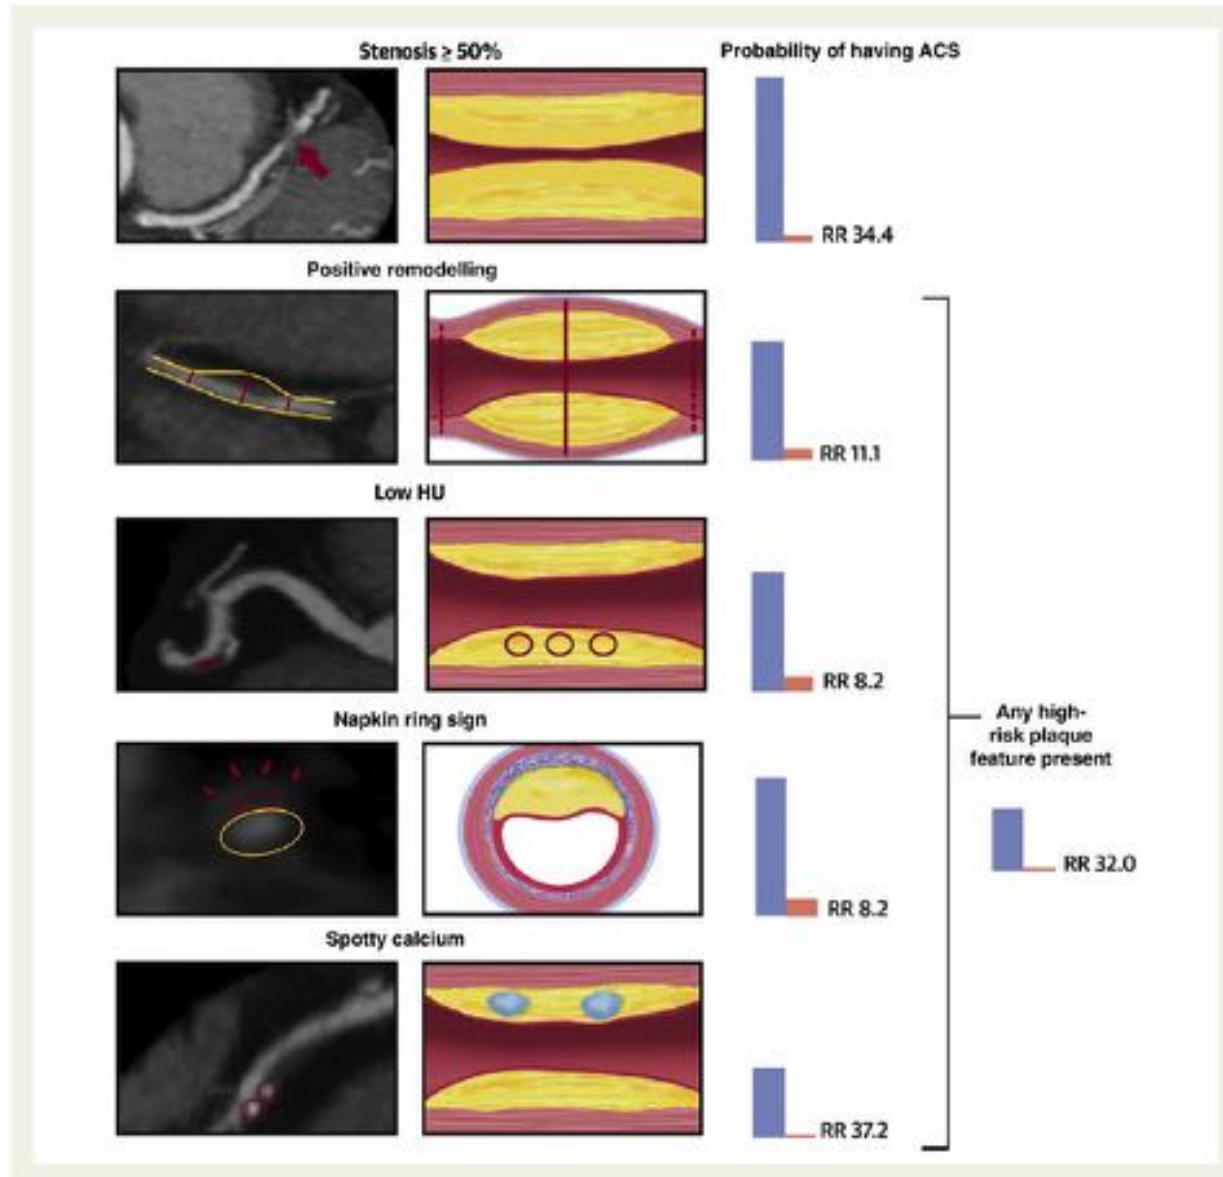 Stenosis ≥ 50%
Probability of having ACS
RR 34.4
Positive remodelling
RR 11.1
Low HU
RR 8.2
Napkin ring sign
RR 8.2
Any high-
risk plaque
feature present
RR 32.0
Spotty calcium
RR 37.2